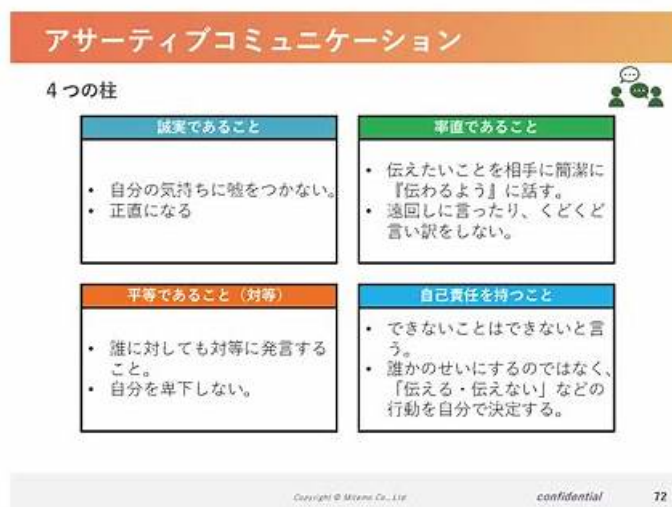 アサーティブコミュニケーション
4つの柱
誠実であること
・ 自分の気持ちに嘘をつかない。
・ 正直になる
率直であること
・ 伝えたいことを相手に簡潔に
『伝わるよう』に話す。
・ 遠回しに言ったり、くどくど
言い訳をしない。
平等であること（対等）
・ 誰に対しても対等に発言する
こと。
・ 自分を卑下しない。
自己責任を持つこと
・ できないことはできないと言
う。
・ 誰かのせいにするのではなく、
「伝える・伝えない」などの
行動を自分で決定する。
Copyright © Co., Ltd
confidential
72